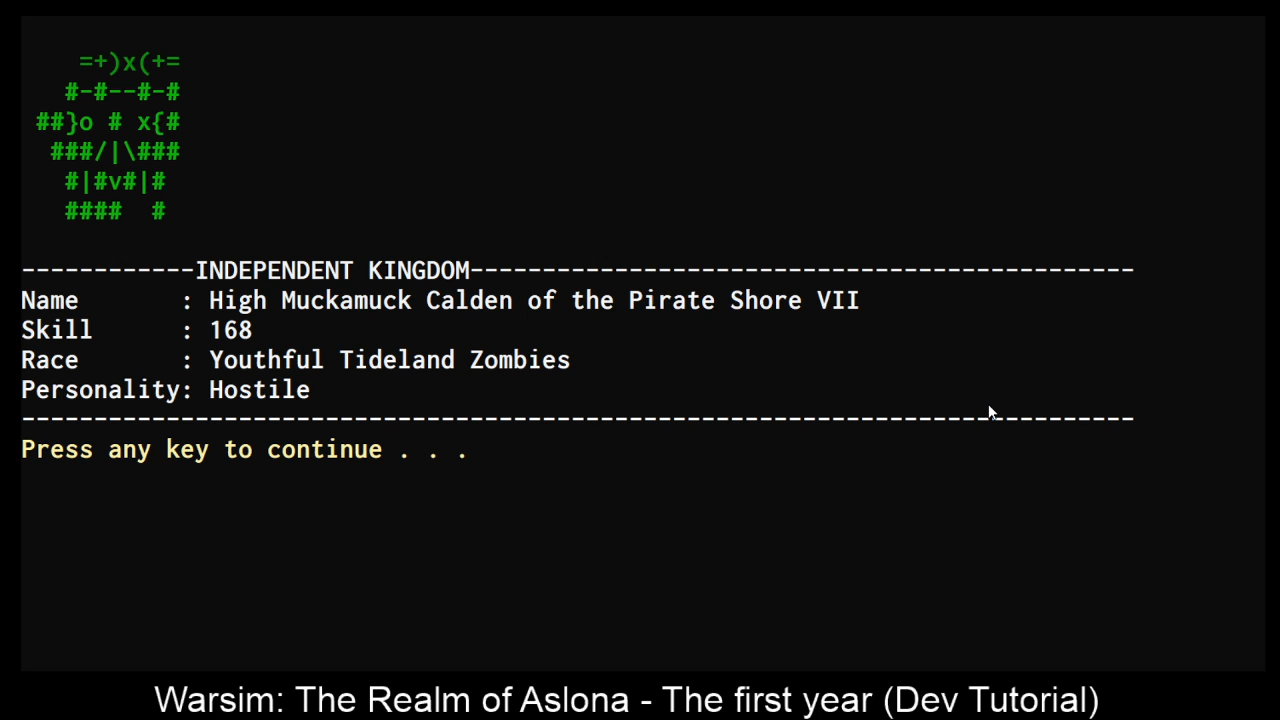 =+)x(+=
#-#--#-#
##}o # x{#
###/|\###
#|#v#|#
####  #
------------INDEPENDENT KINGDOM----------------------------------------------
Name       : High Muckamuck Calden of the Pirate Shore VII
Skill      : 168
Race       : Youthful Tideland Zombies
Personality: Hostile
-----------------------------------------------------------------------------
Press any key to continue . . .
Warsim: The Realm of Aslona - The first year (Dev Tutorial)